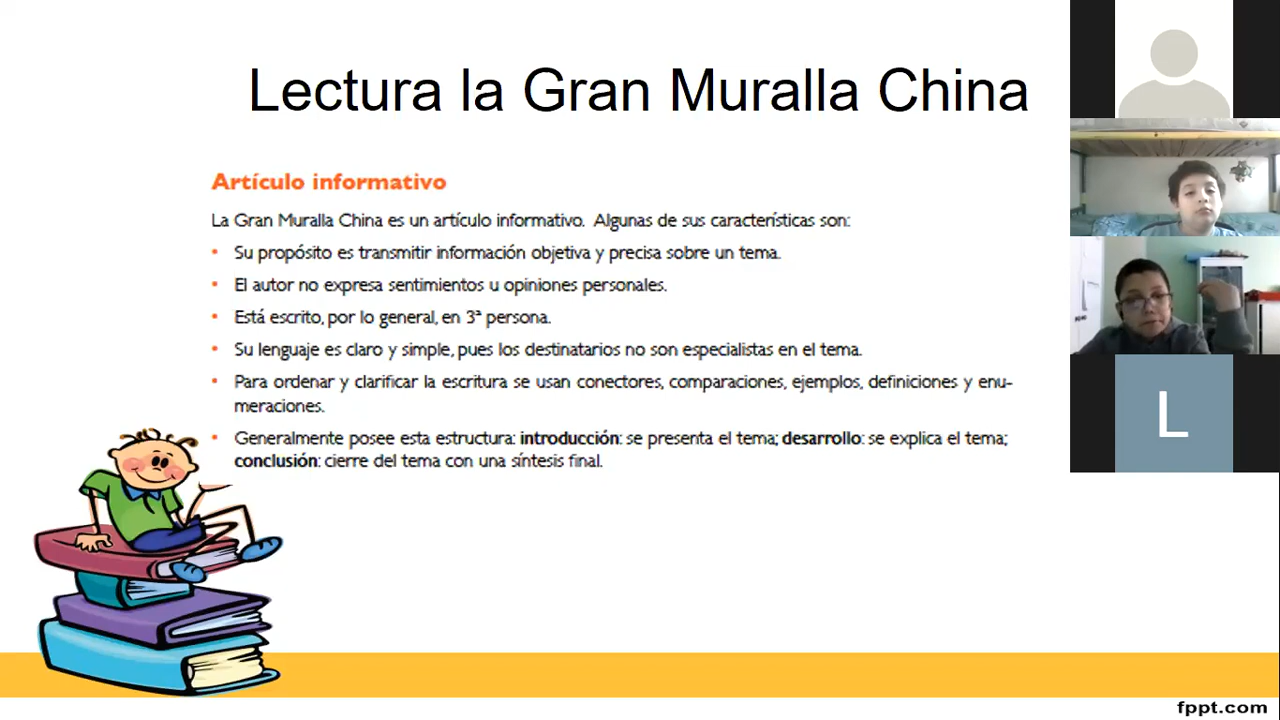 Lectura la Gran Muralla China
Artículo informativo
La Gran Muralla China es un artículo informativo. Algunas de sus características son:
• Su propósito es transmitir información objetiva y precisa sobre un tema.
• El autor no expresa sentimientos u opiniones personales.
• Está escrito, por lo general, en 3ª persona.
• Su lenguaje es claro y simple, pues los destinatarios no son especialistas en el tema.
• Para ordenar y clarificar la escritura se usan conectores, comparaciones, ejemplos, definiciones y enu-
meraciones.
• Generalmente posee esta estructura: introducción: se presenta el tema; desarrollo: se explica el tema;
conclusión: cierre del tema con una síntesis final.
L
fppt.com